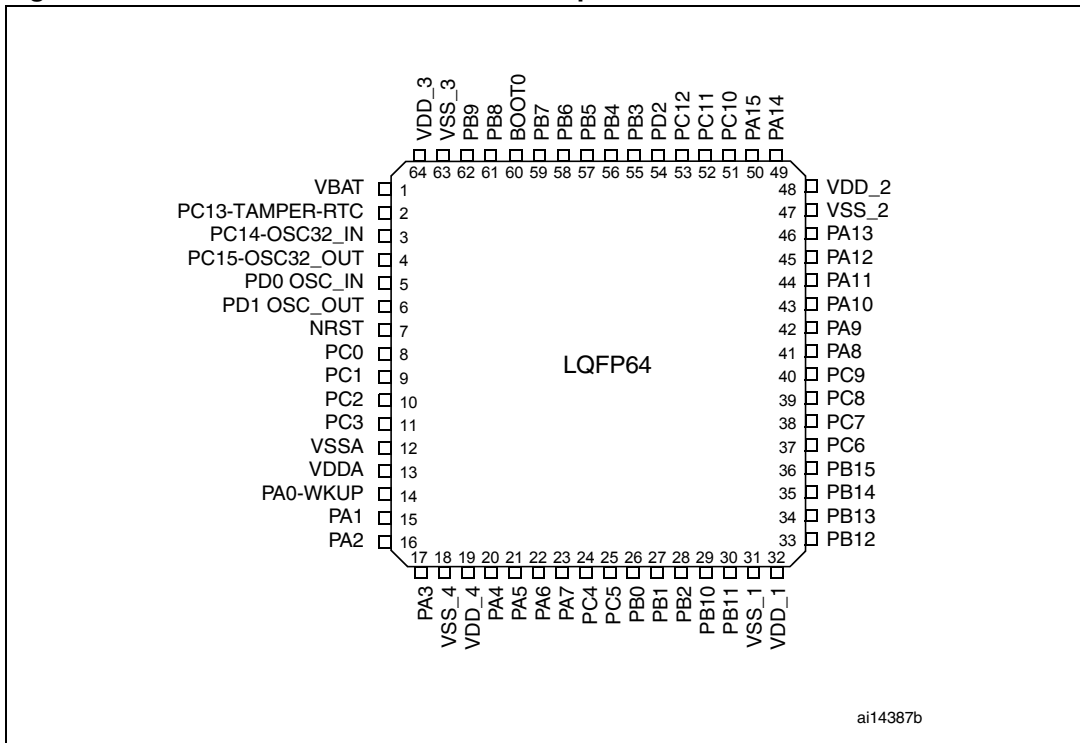 VDD_3
VSS_3
PB9
PB8
BOOT0
PB7
PB6
PB5
PB4
PB3
PD2
PC12
PC11
PC10
PA15
PA14
64 63 62 61 60 59 58 57 56 55 54 53 52 51 50 49
VBAT 1
PC13-TAMPER-RTC 2
PC14-OSC32_IN 3
PC15-OSC32_OUT 4
PD0 OSC_IN 5
PD1 OSC_OUT 6
NRST 7
PC0 8
PC1 9
PC2 10
PC3 11
VSSA 12
VDDA 13
PA0-WKUP 14
PA1 15
PA2 16
LQFP64
48 VDD_2
47 VSS_2
46 PA13
45 PA12
44 PA11
43 PA10
42 PA9
41 PA8
40 PC9
39 PC8
38 PC7
37 PC6
36 PB15
35 PB14
34 PB13
33 PB12
17 18 19 20 21 22 23 24 25 26 27 28 29 30 31 32
PA3
VSS_4
VDD_4
PA4
PA5
PA6
PA7
PC4
PC5
PB0
PB1
PB2
PB10
PB11
VSS_1
VDD_1
ai14387b